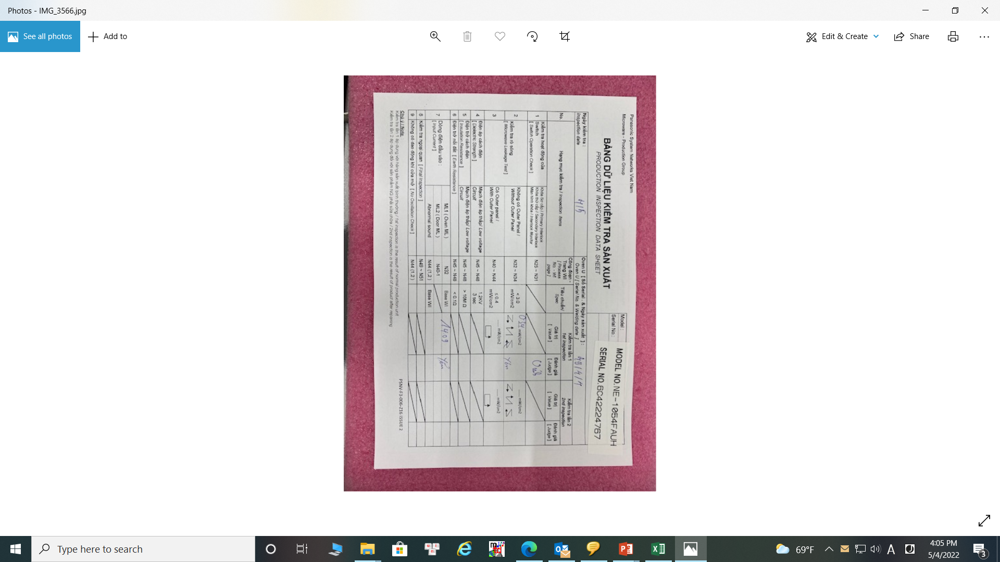 Photos - IMG_3566.jpg
See all photos
Add to
Edit & Create
Share
Panasonic System Networks Viet Nam
Microware - Production Group
BẢNG DỮ LIỆU KIỂM TRA SẢN XUẤT
PRODUCTION INSPECTION DATA SHEET
Model :
Serial No.:
MODEL NO.NE-1054FAUH
SERIAL NO.6C42224767
Ngày kiểm tra :
Inspection date
4/5
Oven U [ Số Serial . & Ngày sản xuất ] :
Oven U [ Serial No. & Welding date ]
No.
Hạng mục kiểm tra / Inspection items
Công đoạn -
Trang WI
[ Process
No. - WI
page ]
Tiêu chuẩn/
Spec
Kiểm tra lần 1
1st inspection
Kiểm tra lần 2
2nd inspection
Giá trị
[ Value ]
Đánh giá
[ Judge ]
Giá trị
[ Value ]
Đánh giá
[ Judge ]
1
Kiểm tra hoạt động của
Switch
[ Switch Operation Check ]
Khóa Sơ cấp / Primary Interlock
Khóa thứ cấp / Secondary Interlock
Màn hình khóa / Interlock Monitor
N25 ~ N31
2
Kiểm tra rò sóng
[ Microwave Leakage Test ]
Không có Outer Panel /
Without Outer Panel
N32 ~ N34
< 3.0
mW/cm2
034 mW/cm2
Yên
mW/cm2
3
Có Outer panel /
With Outer Panel
N40 ~ N44
≤ 0.4
mW/cm2
mW/cm2
mW/cm2
4
Điện áp cách điện
[ Dielectric Strength ]
Mạch điện áp thấp/ Low voltage
Circuit
N45 ~ N48
1.2KV
3 sec
5
Điện trở cách điện
[ Insulation Resistance ]
Mạch điện áp thấp/ Low voltage
Circuit
N45 ~ N48
> 10M Ω
6
Điện trở nối đất [ Earth Resistance ]
N45 ~ N48
< 0.1Ω
7
Dòng điện đầu vào :
[ Input Current ]
ML1 ( Oven ML )
N32
Base WI
1409
Yên
ML2 ( Door ML )
N40-1
Abnormal sound
N44 (1,2 )
Base WI
8
Kiểm tra ngoại quan [ Final Inspection ]
N49 ~ N51
9
Không có dao động khi cửa mở [ No Oscillation Check ]
N44 (1,2 )
Chú ý / Note
Kiểm tra lần 1 áp dụng với hàng sản xuất bình thường / 1st inspection is the result of normal production unit
Kiểm tra lần 2 áp dụng đối với sản phẩm NG phải sửa chữa / 2nd inspection is the result of product after repairing
PSNV-F3-006-Z16 ISSUE 2
Type here to search
69°F
4:05 PM
5/4/2022
3